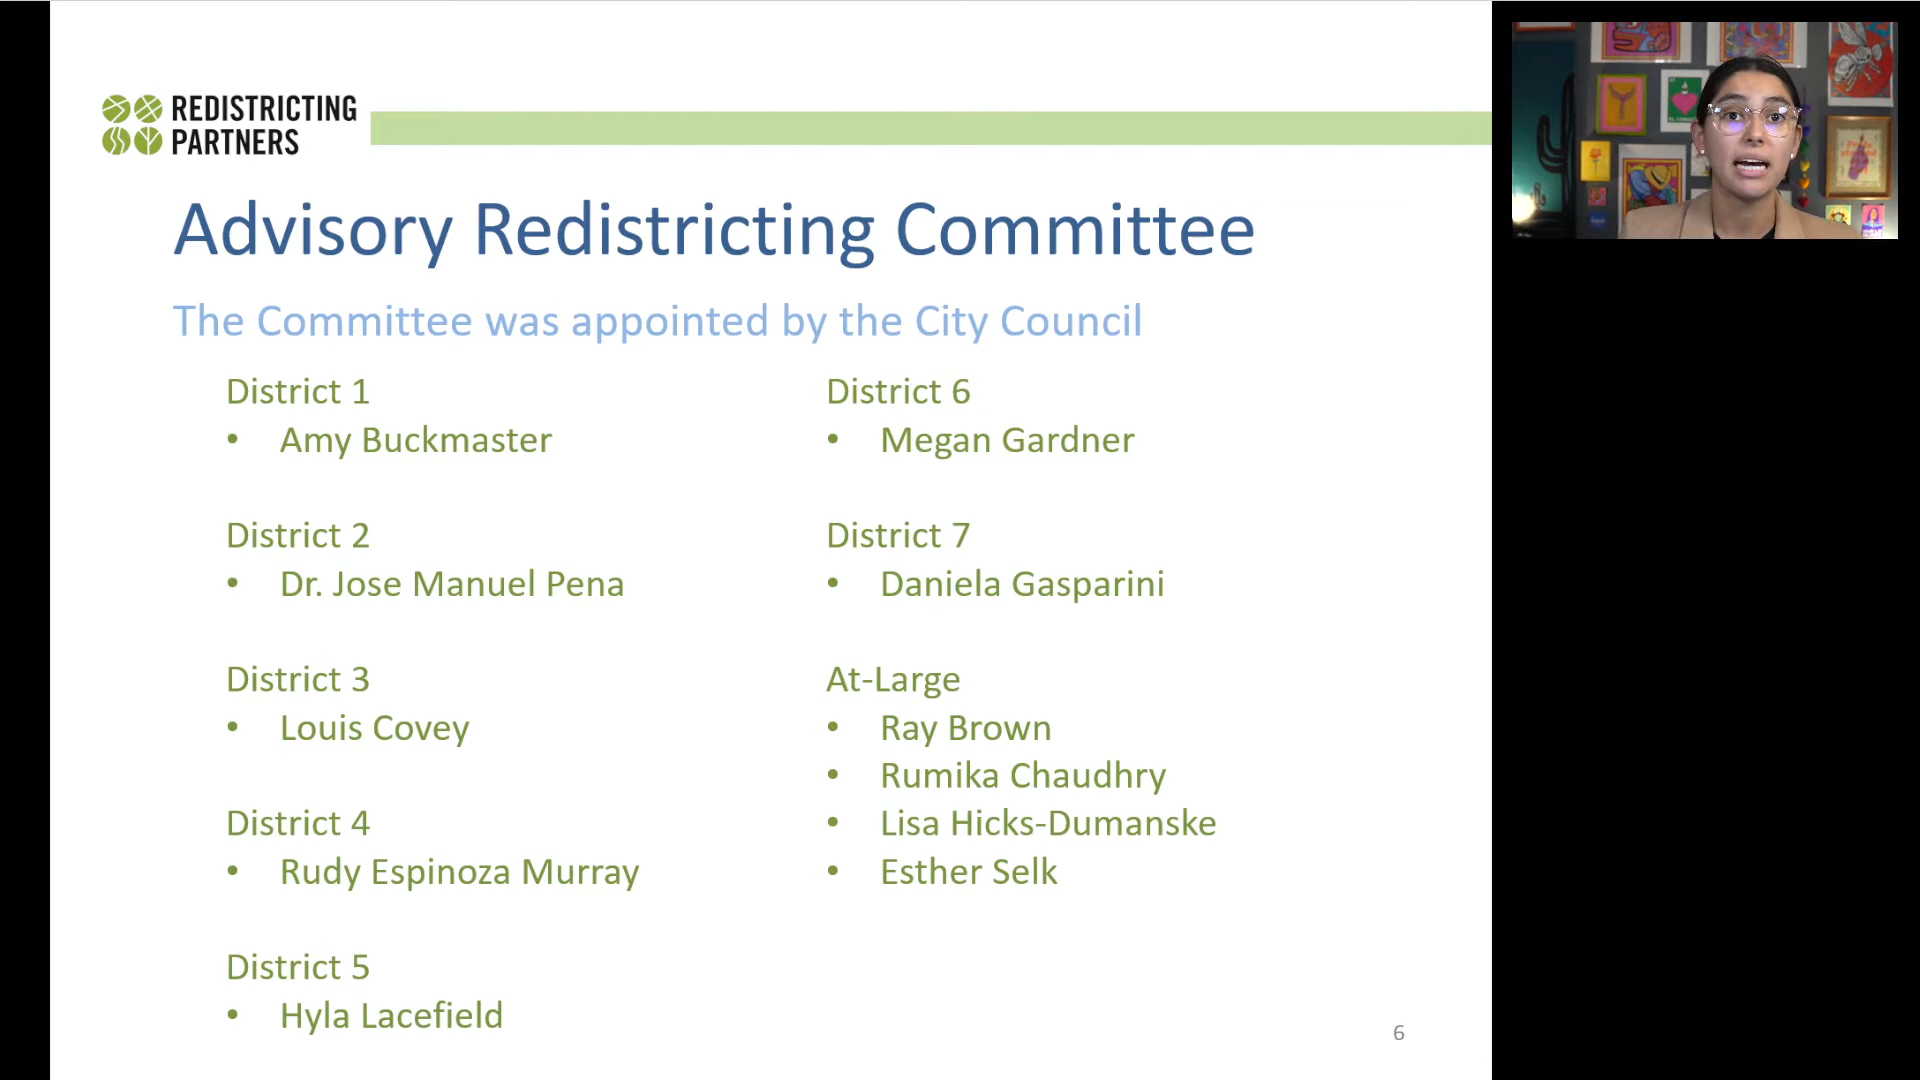 REDISTRICTING
PARTNERS
Advisory Redistricting Committee
The Committee was appointed by the City Council
District 1
• Amy Buckmaster
District 2
• Dr. Jose Manuel Pena
District 3
• Louis Covey
District 4
• Rudy Espinoza Murray
District 5
• Hyla Lacefield
District 6
• Megan Gardner
District 7
• Daniela Gasparini
At-Large
• Ray Brown
• Rumika Chaudhry
• Lisa Hicks-Dumanske
• Esther Selk
6